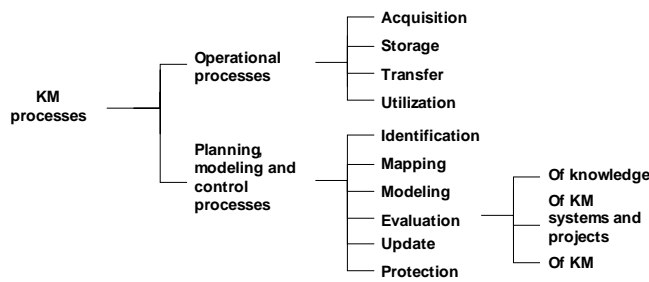 KM
processes
Operational
processes
Acquisition
Storage
Transfer
Utilization
Planning,
modeling and
control
processes
Identification
Mapping
Modeling
Evaluation
Update
Protection
Of knowledge
Of KM
systems and
projects
Of KM